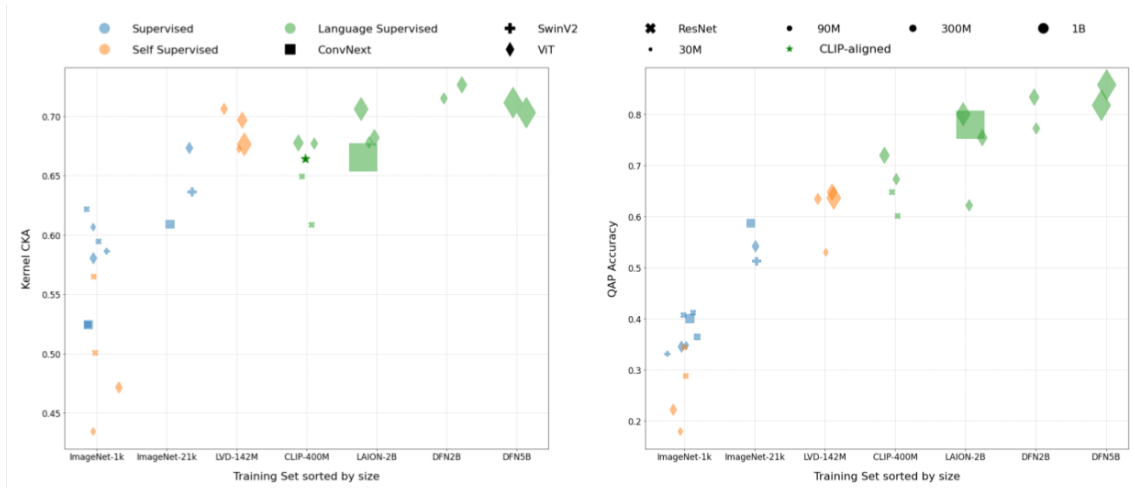 Supervised Language Supervised SwinV2 ResNet 90M 300M 1B
Self Supervised ConvNext ViT 30M CLIP-aligned
Kernel CKA
0.70
0.65
0.60
0.55
0.50
0.45
ImageNet-1k ImageNet-21k LVD-142M CLIP-400M LAION-2B DFN2B DFN5B
Training Set sorted by size
QAP Accuracy
0.8
0.7
0.6
0.5
0.4
0.3
0.2
ImageNet-1k ImageNet-21k LVD-142M CLIP-400M LAION-2B DFN2B DFN5B
Training Set sorted by size